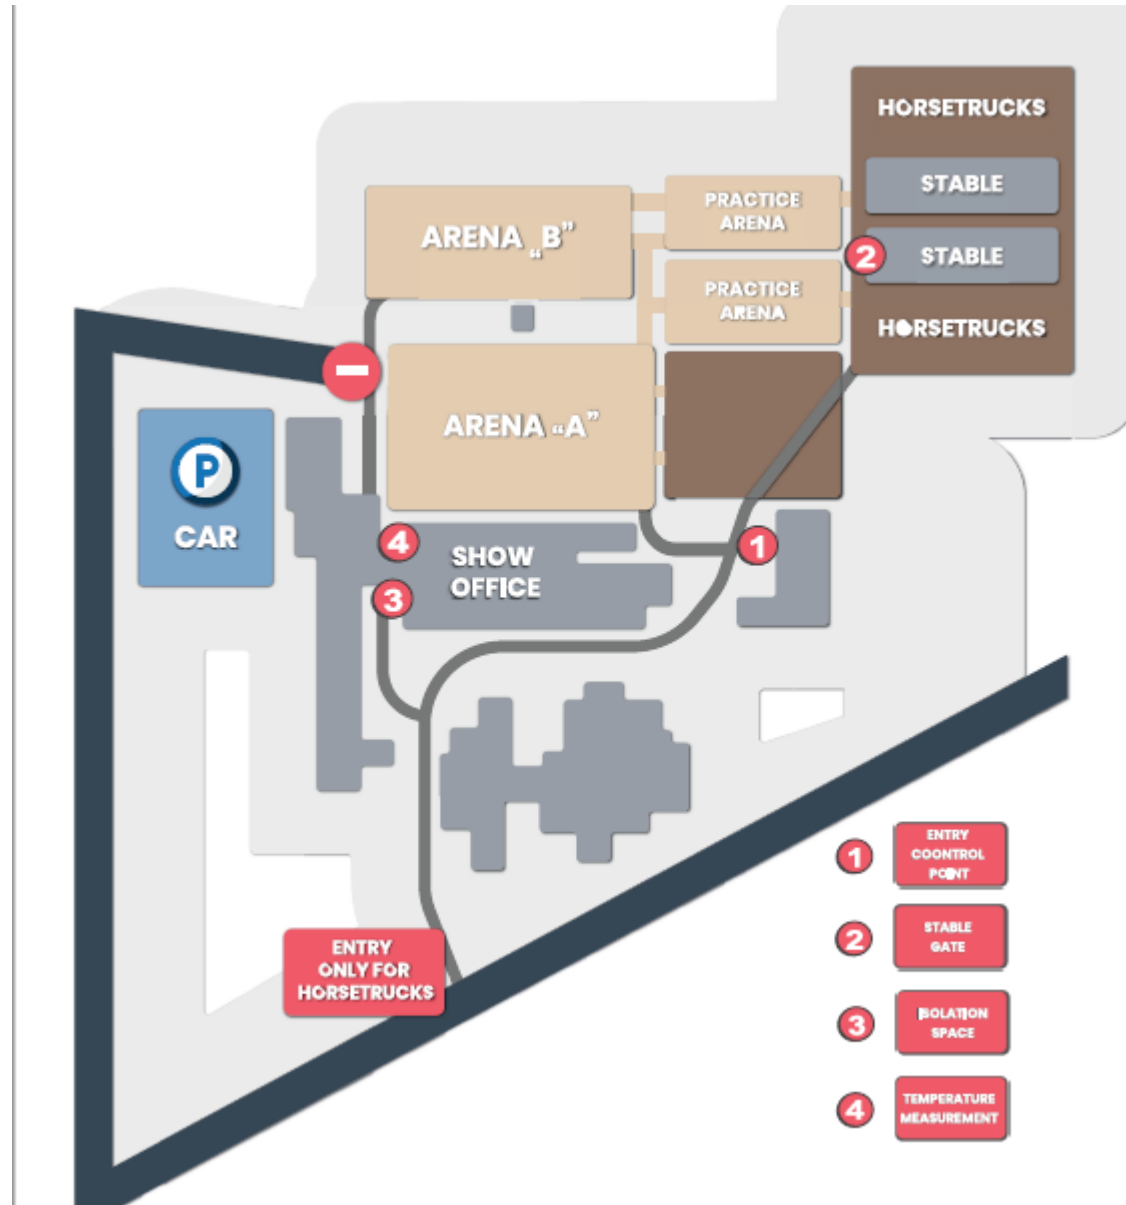 HORSETRUCKS
STABLE
PRACTICE
ARENA
ARENA „B”
2
STABLE
PRACTICE
ARENA
HORSETRUCKS
ARENA „A”
P
CAR
4
SHOW
OFFICE
1
3
1
ENTRY
COONTROL
POINT
2
STABLE
GATE
ENTRY
ONLY FOR
HORSETRUCKS
3
ISOLATION
SPACE
4
TEMPERATURE
MEASUREMENT